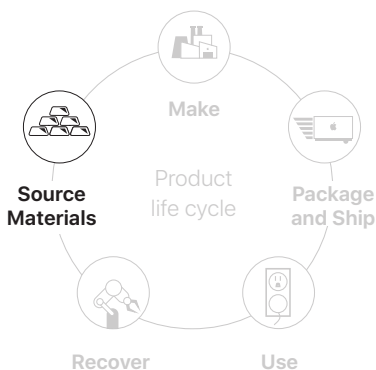 Make
Source
Materials
Product
life cycle
Package
and Ship
Recover
Use